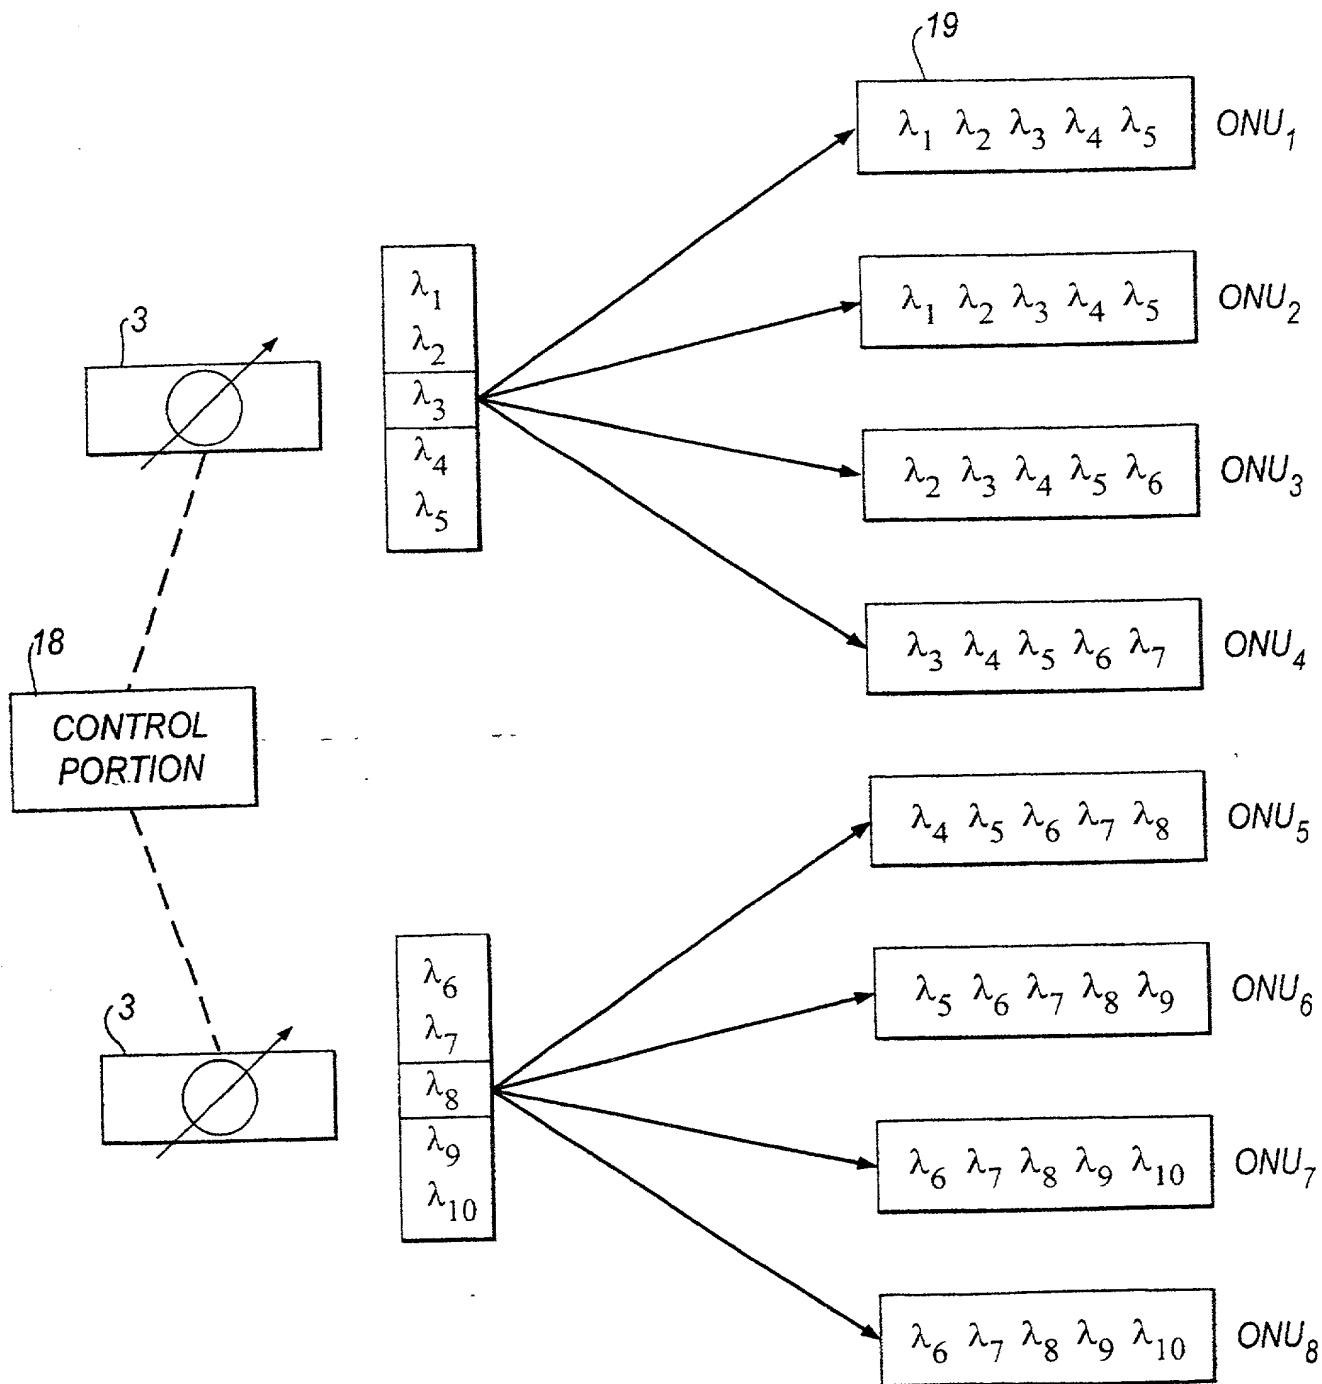 19
λ1 λ2 λ3 λ4 λ5 ONU1
λ1 λ2 λ3 λ4 λ5 ONU2
λ2 λ3 λ4 λ5 λ6 ONU3
λ3 λ4 λ5 λ6 λ7 ONU4
3
λ1
λ2
λ3
λ4
λ5
18
CONTROL
PORTION
λ4 λ5 λ6 λ7 λ8 ONU5
λ5 λ6 λ7 λ8 λ9 ONU6
λ6 λ7 λ8 λ9 λ10 ONU7
λ6 λ7 λ8 λ9 λ10 ONU8
3
λ6
λ7
λ8
λ9
λ10